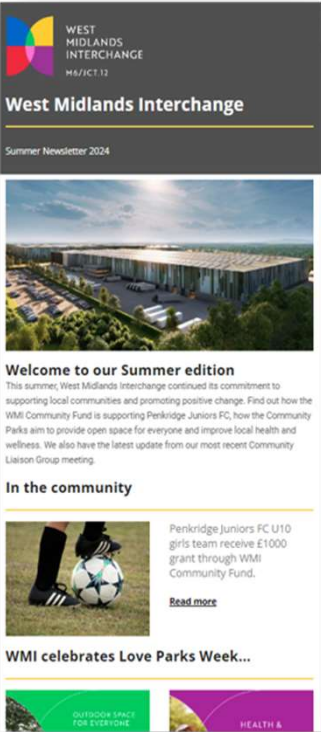 WEST
MIDLANDS
INTERCHANGE
M6/JCT.12
West Midlands Interchange
Summer Newsletter 2024
Welcome to our Summer edition
This summer, West Midlands Interchange continued its commitment to
supporting local communities and promoting positive change. Find out how the
WMI Community Fund is supporting Penkridge Juniors FC, how the Community
Parks aim to provide open space for everyone and improve local health and
wellness. We also have the latest update from our most recent Community
Liaison Group meeting.
In the community
Penkridge Juniors FC U10
girls team receive £1000
grant through WMI
Community Fund.
Read more
WMI celebrates Love Parks Week...
OUTDOOR SPACE
FOR EVERYONE
HEALTH &